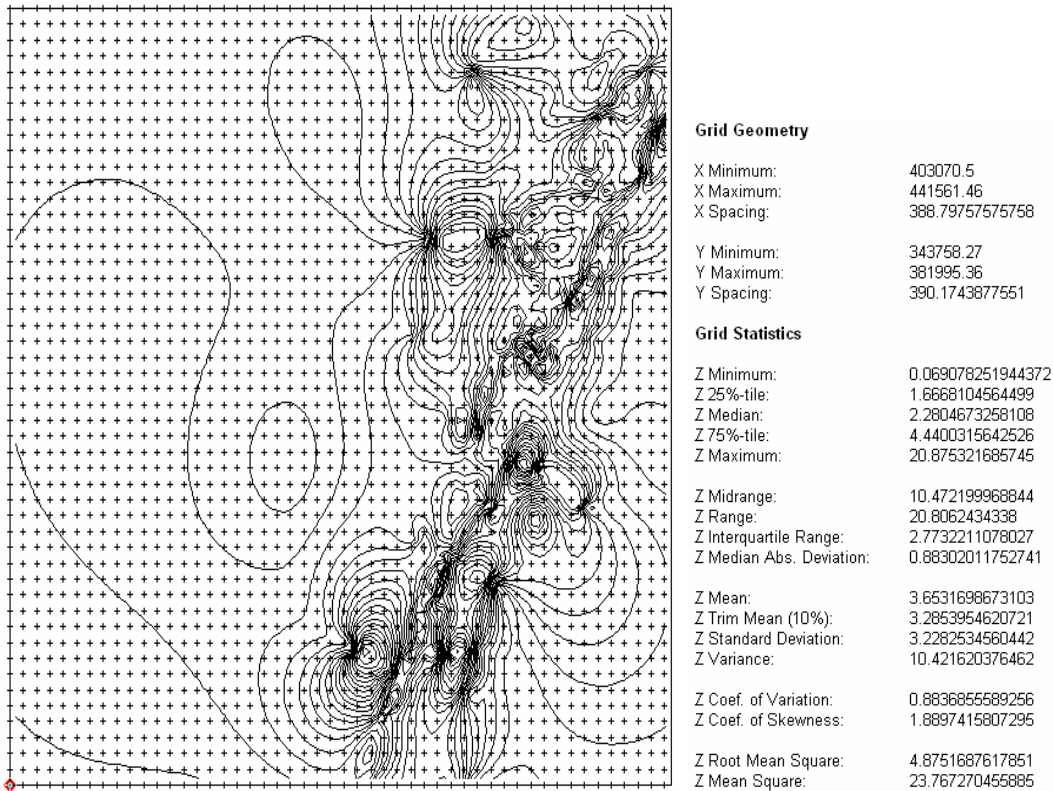 Grid Geometry
X Minimum: 403070.5
X Maximum: 441561.46
X Spacing: 388.79757575758
Y Minimum: 343758.27
Y Maximum: 381995.36
Y Spacing: 390.1743877551
Grid Statistics
Z Minimum: 0.069078251944372
Z 25%-tile: 1.6668104564499
Z Median: 2.2804673258108
Z 75%-tile: 4.4400315642526
Z Maximum: 20.875321685745
Z Midrange: 10.472199968844
Z Range: 20.8062434338
Z Interquartile Range: 2.7732211078027
Z Median Abs. Deviation: 0.88302011752741
Z Mean: 3.6531698673103
Z Trim Mean (10%): 3.2853954620721
Z Standard Deviation: 3.2282534560442
Z Variance: 10.421620376462
Z Coef. of Variation: 0.8836855589256
Z Coef. of Skewness: 1.8897415807295
Z Root Mean Square: 4.8751687617851
Z Mean Square: 23.767270455885